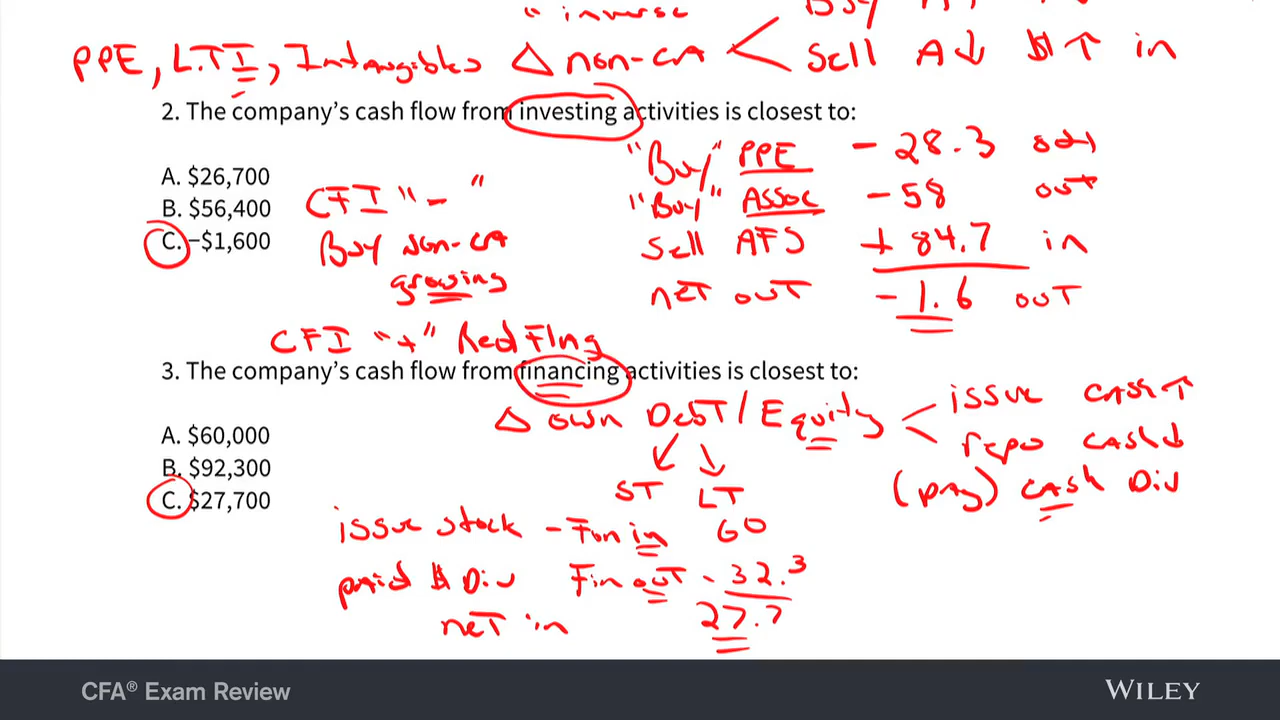 " inverse
Buy
PPE, LTI, Intangibles Δ non-CA < Sell A↓ $↑ in
2. The company's cash flow from investing activities is closest to:
A. $26,700
B. $56,400
C. –$1,600
CFI "-"
Buy non-CA
growing
"Buy" PPE - 28.3 out
"Buy" Assoc - 58 out
Sell AFS + 84.7 in
net out - 1.6 out
CFI "+" Red Flag
3. The company's cash flow from financing activities is closest to:
A. $60,000
B. $92,300
C. $27,700
Δ own Debt/Equity < issue cash↑
repo cash↓
ST LT
(pay) cash Div
issue stock - Fin in 60
paid $ Div Fin out - 32.3
net in 27.7
CFA® Exam Review
WILEY